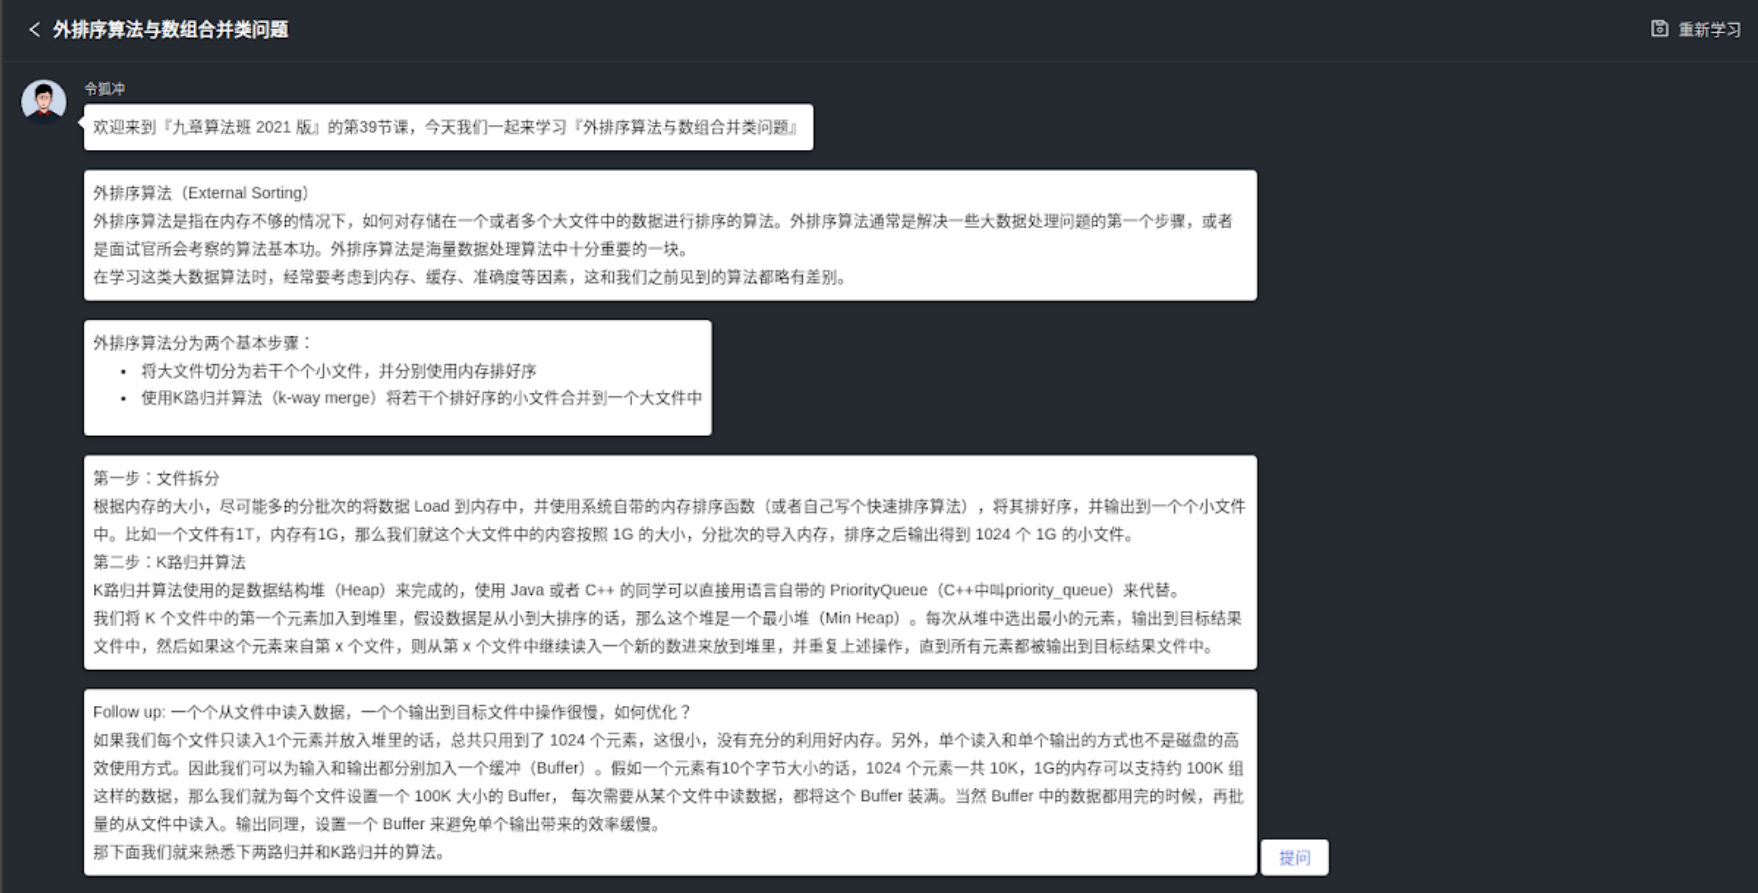 外排序算法与数组合并类问题
重新学习
令狐冲
欢迎来到『九章算法班 2021 版』的第39节课，今天我们一起来学习『外排序算法与数组合并类问题』
外排序算法（External Sorting）
外排序算法是指在内存不够的情况下，如何对存储在一个或者多个大文件中的数据进行排序的算法。外排序算法通常是解决一些大数据处理问题的第一个步骤，或者
是面试官所会考察的算法基本功。外排序算法是海量数据处理算法中十分重要的一块。
在学习这类大数据算法时，经常要考虑到内存、缓存、准确度等因素，这和我们之前见到的算法都略有差别。
外排序算法分为两个基本步骤：
• 将大文件切分为若干个个小文件，并分别使用内存排好序
• 使用K路归并算法（k-way merge）将若干个排好序的小文件合并到一个大文件中
第一步：文件拆分
根据内存的大小，尽可能多的分批次的将数据 Load 到内存中，并使用系统自带的内存排序函数（或者自己写个快速排序算法），将其排好序，并输出到一个个小文件
中。比如一个文件有1T，内存有1G，那么我们就这个大文件中的内容按照 1G 的大小，分批次的导入内存，排序之后输出得到 1024 个 1G 的小文件。
第二步：K路归并算法
K路归并算法使用的是数据结构堆（Heap）来完成的，使用 Java 或者 C++ 的同学可以直接用语言自带的 PriorityQueue（C++中叫priority_queue）来代替。
我们将 K 个文件中的第一个元素加入到堆里，假设数据是从小到大排序的话，那么这个堆是一个最小堆（Min Heap）。每次从堆中选出最小的元素，输出到目标结果
文件中，然后如果这个元素来自第 x 个文件，则从第 x 个文件中继续读入一个新的数进来放到堆里，并重复上述操作，直到所有元素都被输出到目标结果文件中。
Follow up: 一个个从文件中读入数据，一个个输出到目标文件中操作很慢，如何优化？
如果我们每个文件只读入1个元素并放入堆里的话，总共只用到了 1024 个元素，这很小，没有充分的利用好内存。另外，单个读入和单个输出的方式也不是磁盘的高
效使用方式。因此我们可以为输入和输出都分别加入一个缓冲（Buffer）。假如一个元素有10个字节大小的话，1024 个元素一共 10K，1G的内存可以支持约 100K 组
这样的数据，那么我们就为每个文件设置一个 100K 大小的 Buffer， 每次需要从某个文件中读数据，都将这个 Buffer 装满。当然 Buffer 中的数据都用完的时候，再批
量的从文件中读入。输出同理，设置一个 Buffer 来避免单个输出带来的效率缓慢。
那下面我们就来熟悉下两路归并和K路归并的算法。
提问